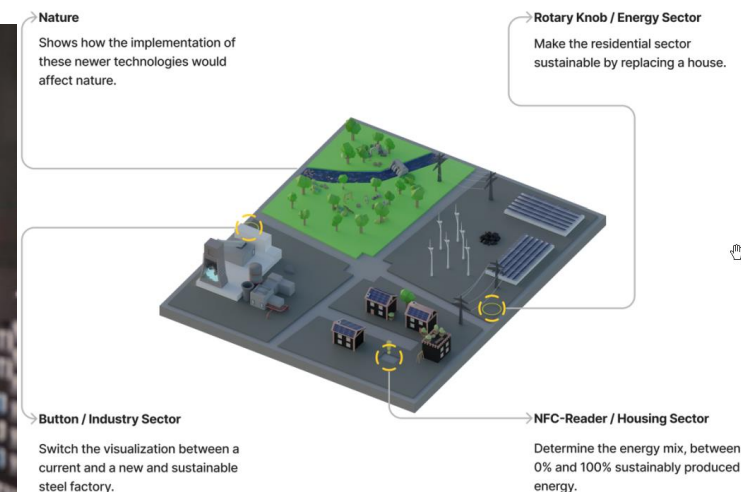 Nature
Shows how the implementation of
these newer technologies would
affect nature.
Rotary Knob / Energy Sector
Make the residential sector
sustainable by replacing a house.
Button / Industry Sector
Switch the visualization between a
current and a new and sustainable
steel factory.
NFC-Reader / Housing Sector
Determine the energy mix, between
0% and 100% sustainably produced
energy.